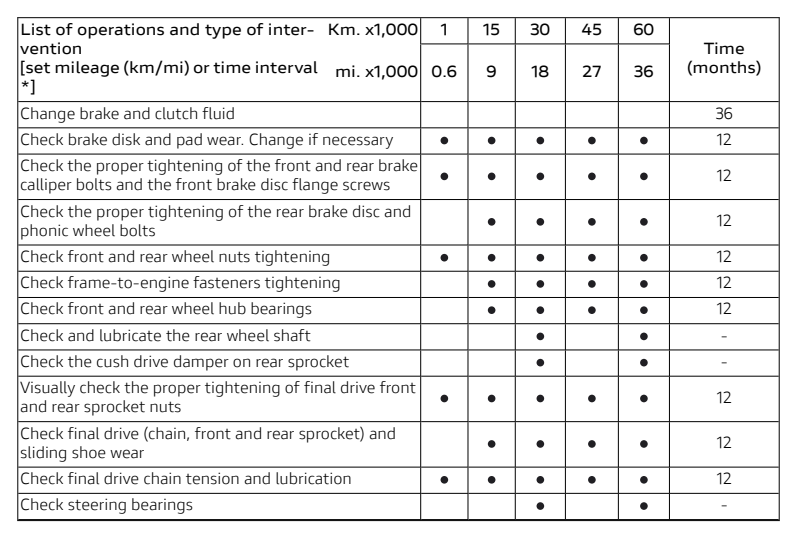 List of operations and type of inter- Km. x1,000 1 15 30 45 60 Time (months)
vention
[set mileage (km/mi) or time interval mi. x1,000 0.6 9 18 27 36
*]
Change brake and clutch fluid 36
Check brake disk and pad wear. Change if necessary ● ● ● ● ● 12
Check the proper tightening of the front and rear brake
calliper bolts and the front brake disc flange screws ● ● ● ● ● 12
Check the proper tightening of the rear brake disc and
phonic wheel bolts ● ● ● ● 12
Check front and rear wheel nuts tightening ● ● ● ● ● 12
Check frame-to-engine fasteners tightening ● ● ● ● 12
Check front and rear wheel hub bearings ● ● ● ● 12
Check and lubricate the rear wheel shaft ● ● -
Check the cush drive damper on rear sprocket ● ● -
Visually check the proper tightening of final drive front
and rear sprocket nuts ● ● ● ● ● 12
Check final drive (chain, front and rear sprocket) and
sliding shoe wear ● ● ● ● 12
Check final drive chain tension and lubrication ● ● ● ● ● 12
Check steering bearings ● ● -